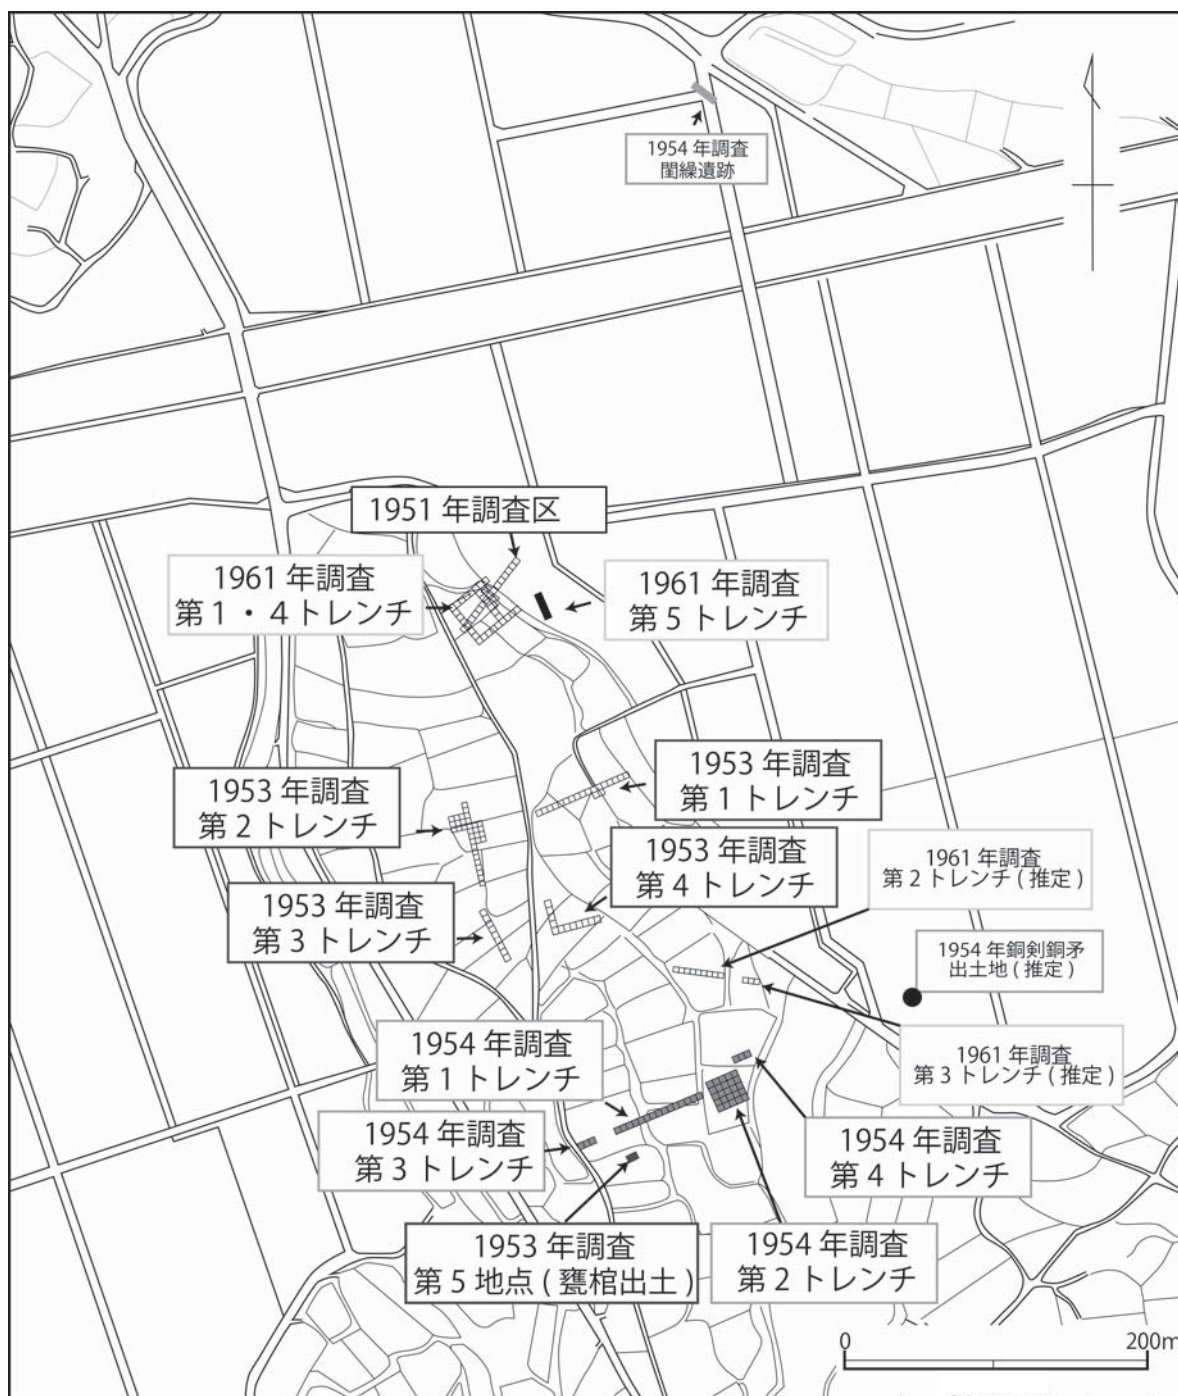 1954 年調査
閏繰遺跡
1951 年調査区
1961 年調査
第 1 ・ 4 トレンチ
1961 年調査
第 5 トレンチ
1953 年調査
第 1 トレンチ
1953 年調査
第 2 トレンチ
1953 年調査
第 4 トレンチ
1961 年調査
第 2 トレンチ ( 推定 )
1953 年調査
第 3 トレンチ
1954 年銅剣銅矛
出土地 ( 推定 )
1954 年調査
第 1 トレンチ
1961 年調査
第 3 トレンチ ( 推定 )
1954 年調査
第 3 トレンチ
1954 年調査
第 4 トレンチ
1953 年調査
第 5 地点 ( 甕棺出土 )
1954 年調査
第 2 トレンチ
0
200m